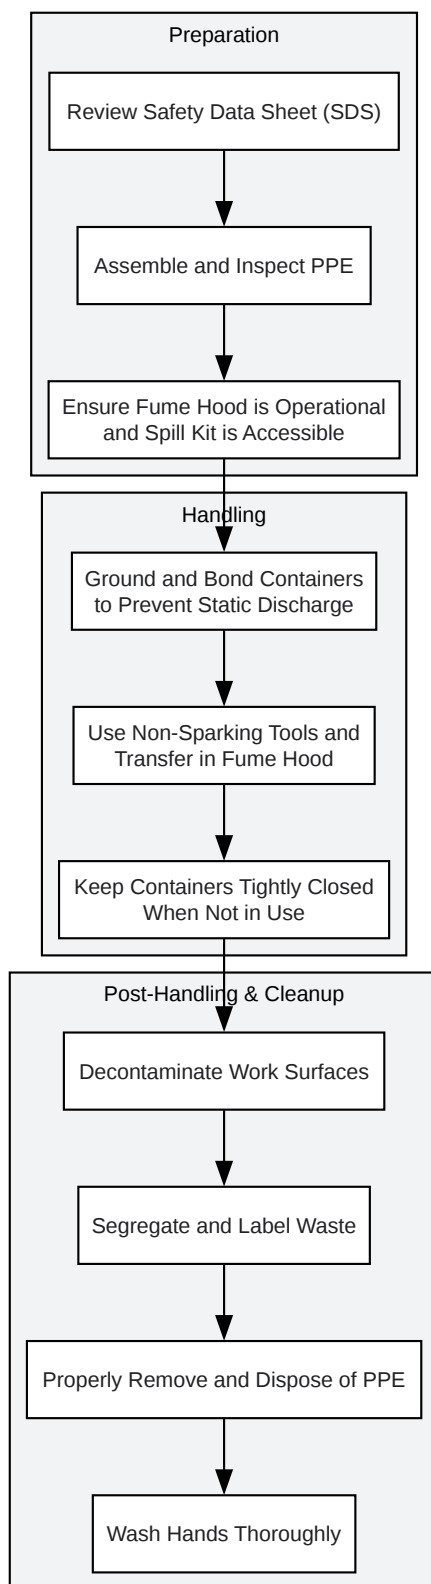 Preparation
Review Safety Data Sheet (SDS)
Assemble and Inspect PPE
Ensure Fume Hood is Operational
and Spill Kit is Accessible
Handling
Ground and Bond Containers
to Prevent Static Discharge
Use Non-Sparking Tools and
Transfer in Fume Hood
Keep Containers Tightly Closed
When Not in Use
Post-Handling & Cleanup
Decontaminate Work Surfaces
Segregate and Label Waste
Properly Remove and Dispose of PPE
Wash Hands Thoroughly